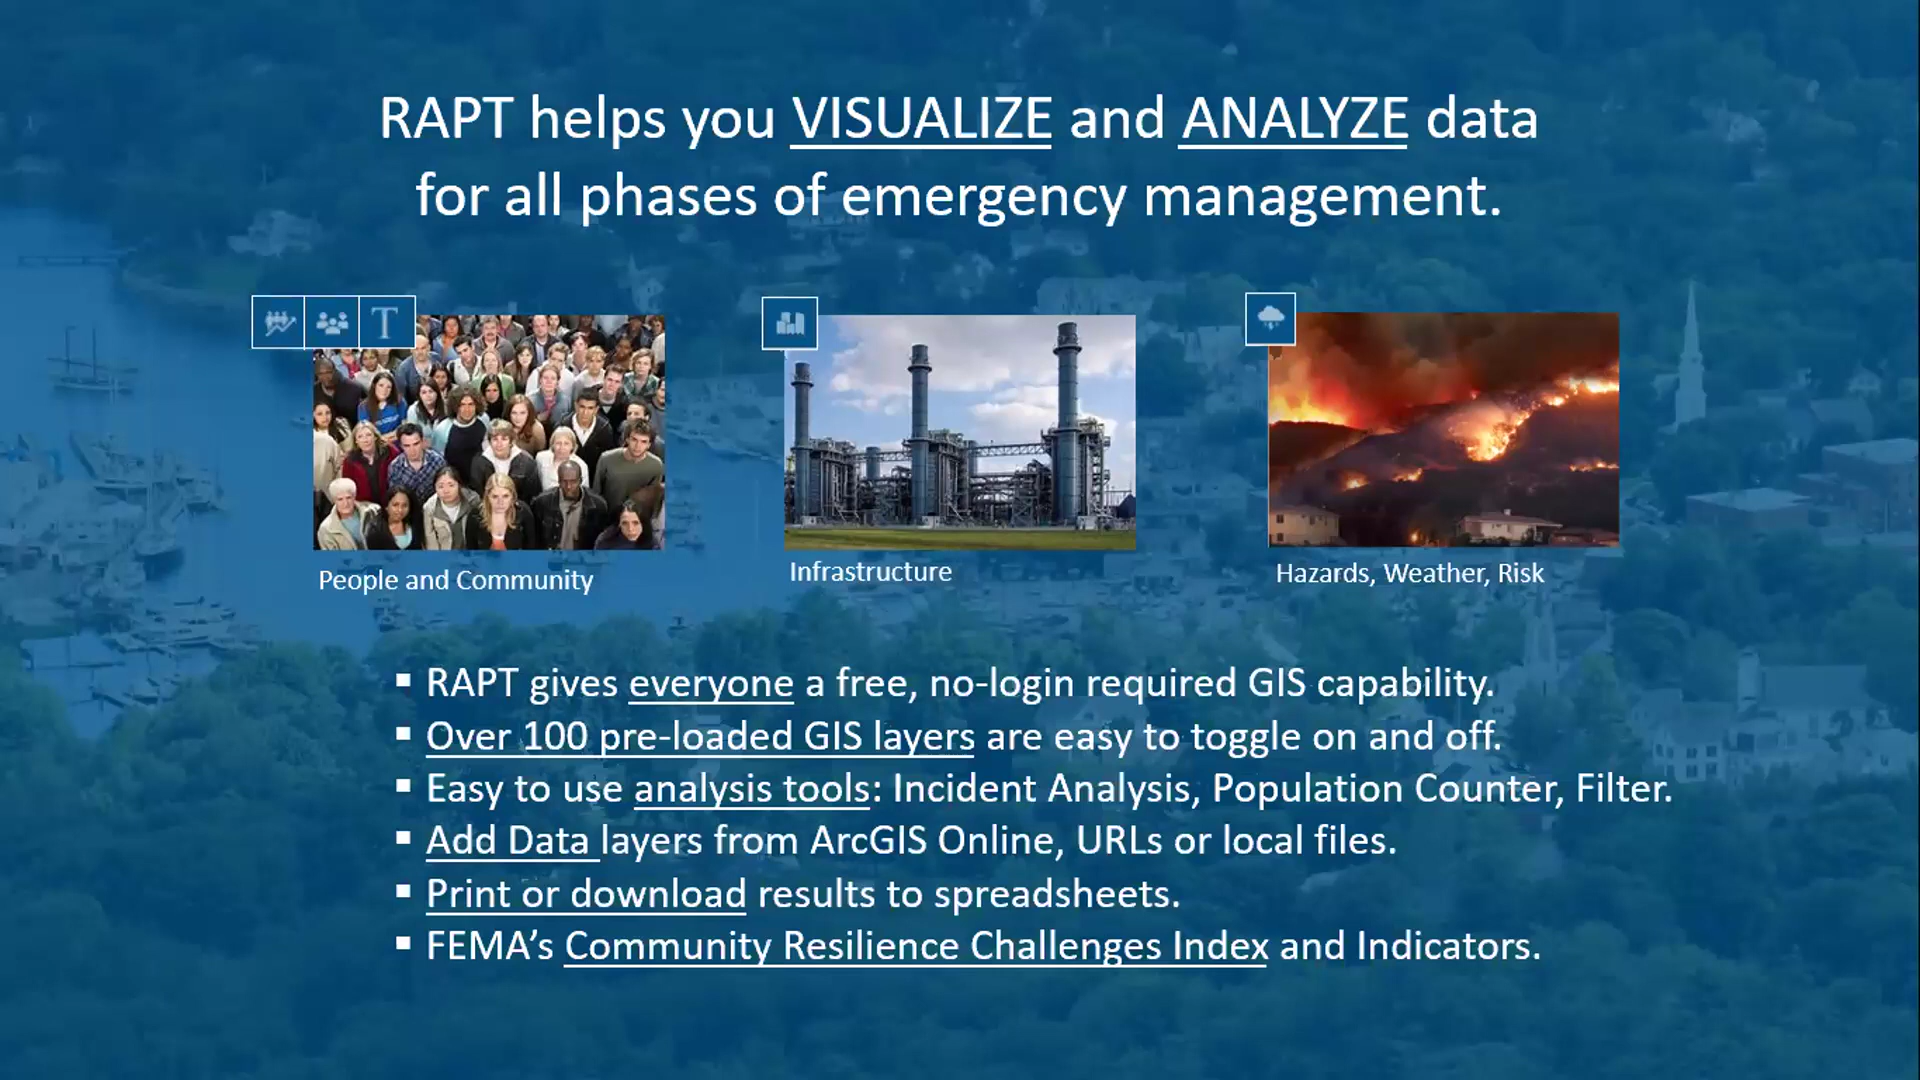 RAPT helps you VISUALIZE and ANALYZE data
for all phases of emergency management.
T
People and Community
Infrastructure
Hazards, Weather, Risk
▪ RAPT gives everyone a free, no-login required GIS capability.
▪ Over 100 pre-loaded GIS layers are easy to toggle on and off.
▪ Easy to use analysis tools: Incident Analysis, Population Counter, Filter.
▪ Add Data layers from ArcGIS Online, URLs or local files.
▪ Print or download results to spreadsheets.
▪ FEMA’s Community Resilience Challenges Index and Indicators.